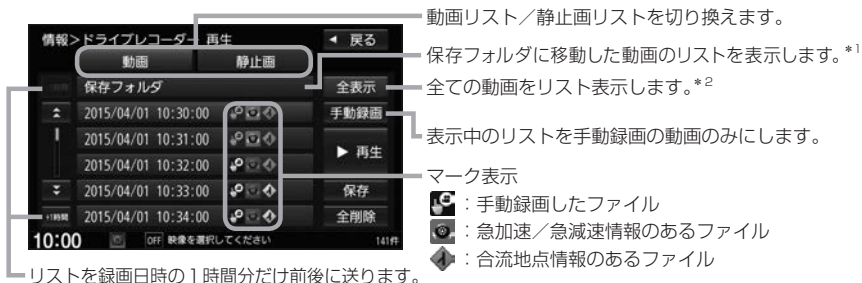 動画リスト／静止画リストを切り換えます。
情報>ドライブレコーダー 再生
◀ 戻る
動画
静止画
保存フォルダに移動した動画のリストを表示します。*1
保存フォルダ
全表示
全ての動画をリスト表示します。*2
2015/04/01 10:30:00
手動録画
2015/04/01 10:31:00
表示中のリストを手動録画の動画のみにします。
▶ 再生
2015/04/01 10:32:00
マーク表示
2015/04/01 10:33:00
保存
：手動録画したファイル
+1時間
2015/04/01 10:34:00
全削除
：急加速／急減速情報のあるファイル
10:00
OFF 映像を選択してください
141件
：合流地点情報のあるファイル
リストを録画日時の1時間分だけ前後に送ります。